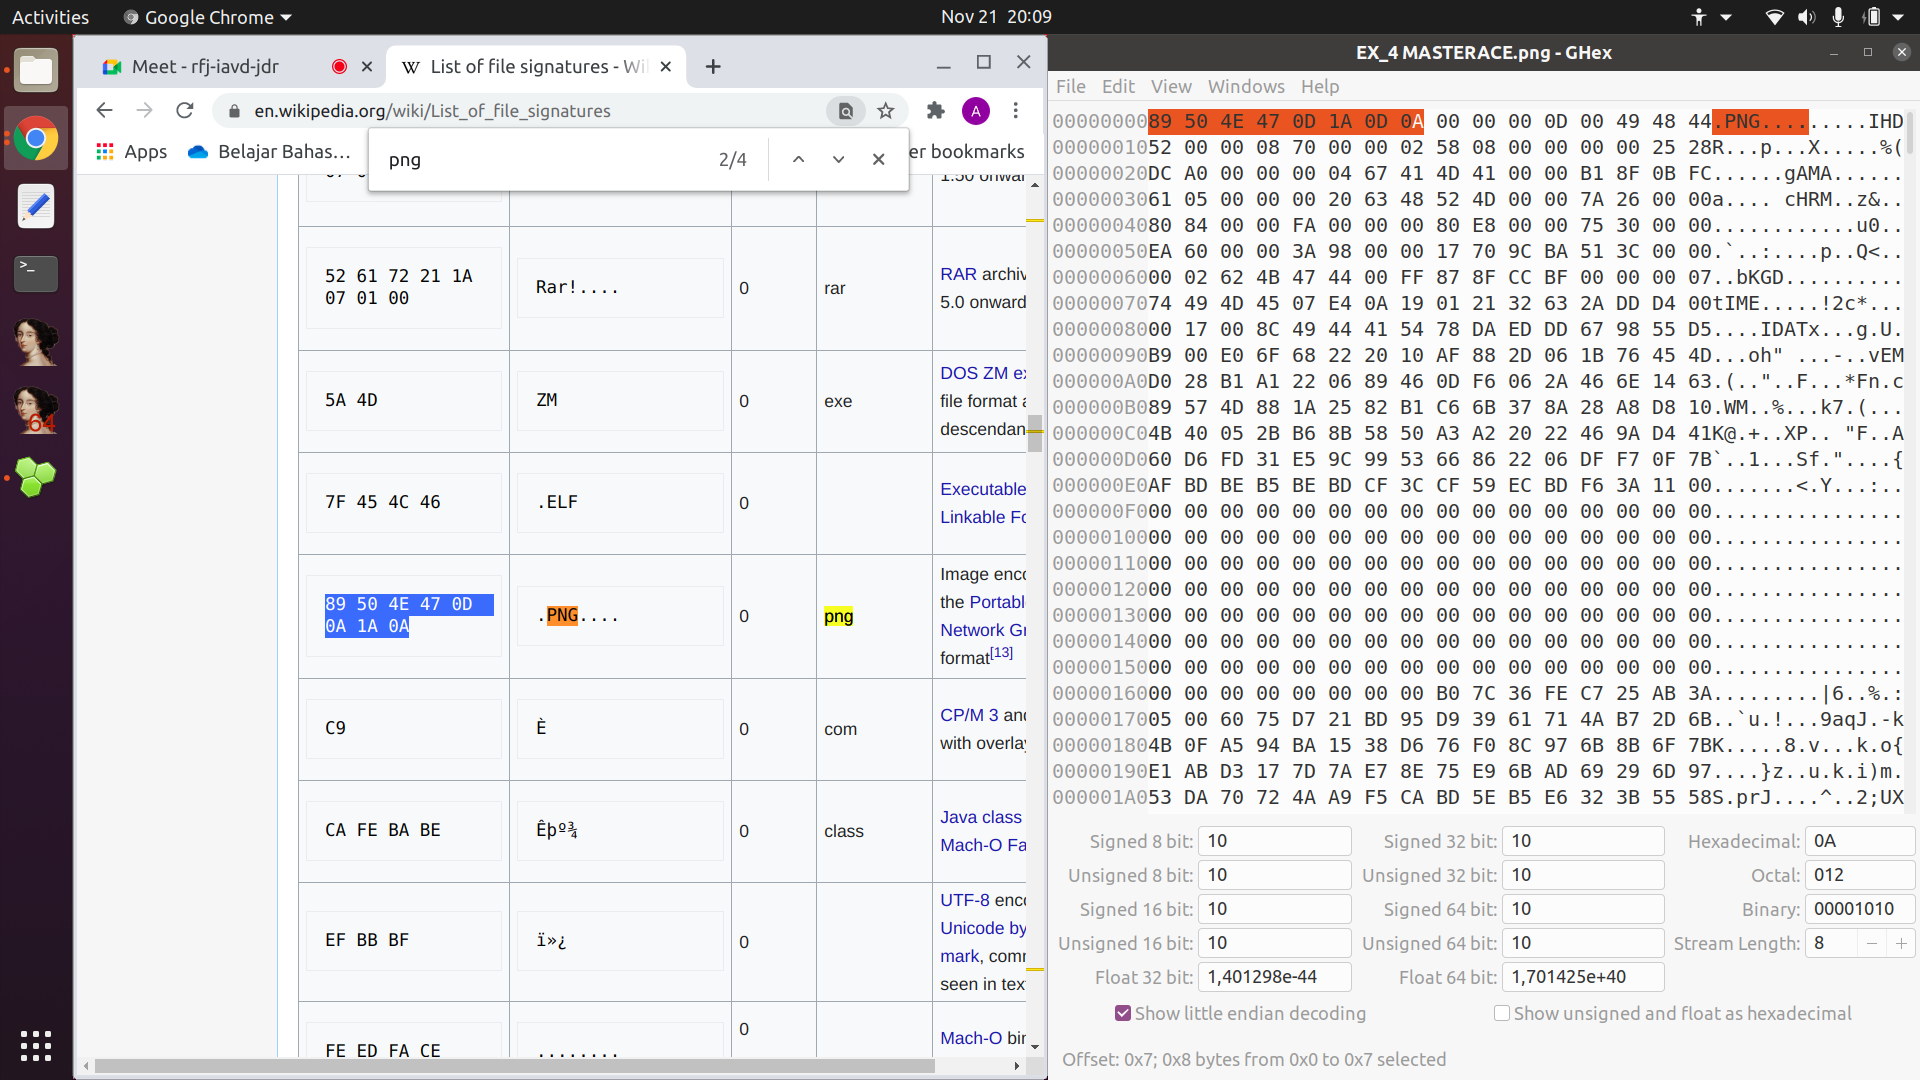 Activities
Google Chrome
Nov 21 20:09
Meet - rfj-iavd-jdr
List of file signatures - Wi
en.wikipedia.org/wiki/List_of_file_signatures
A
Apps
Belajar Bahas...
er bookmarks
png
2/4
1.50 onwar
52 61 72 21 1A
07 01 00
Rar!....
0
rar
RAR archiv
5.0 onward
5A 4D
ZM
0
exe
DOS ZM ex
file format a
descendan
7F 45 4C 46
.ELF
0
Executable
Linkable Fo
89 50 4E 47 0D
0A 1A 0A
.PNG....
0
png
Image enco
the Portabl
Network Gr
format[13]
C9
È
0
com
CP/M 3 and
with overlay
CA FE BA BE
Êþº¾
0
class
Java class
Mach-O Fa
EF BB BF
ï»¿
0
UTF-8 enco
Unicode by
mark, comm
seen in text
FE ED FA CE
........
0
Mach-O bin
64
EX_4 MASTERACE.png - GHex
File Edit View Windows Help
00000000 89 50 4E 47 0D 1A 0D 0A 00 00 00 0D 00 49 48 44 .PNG.........IHD
00000010 52 00 00 08 70 00 00 02 58 08 00 00 00 00 25 28 R...p...X.....%(
00000020 DC A0 00 00 00 04 67 41 4D 41 00 00 B1 8F 0B FC ......gAMA......
00000030 61 05 00 00 00 20 63 48 52 4D 00 00 7A 26 00 00 a.... cHRM..z&..
00000040 80 84 00 00 FA 00 00 00 80 E8 00 00 75 30 00 00 ............u0..
00000050 EA 60 00 00 3A 98 00 00 17 70 9C BA 51 3C 00 00 .`..:....p..Q<..
00000060 00 02 62 4B 47 44 00 FF 87 8F CC BF 00 00 00 07 ..bKGD..........
00000070 74 49 4D 45 07 E4 0A 19 01 21 32 63 2A DD D4 00 tIME.....!2c*...
00000080 00 17 00 8C 49 44 41 54 78 DA ED DD 67 98 55 D5 ....IDATx...g.U.
00000090 B9 00 E0 6F 68 22 20 10 AF 88 2D 06 1B 76 45 4D ...oh" ...-..vEM
000000A0 D0 28 B1 A1 22 06 89 46 0D F6 06 2A 46 6E 14 63 .(.."..F...*Fn.c
000000B0 89 57 4D 88 1A 25 82 B1 C6 6B 37 8A 28 A8 D8 10 .WM..%...k7.(...
000000C0 4B 40 05 2B B6 8B 58 50 A3 A2 20 22 46 9A D4 41 K@.+..XP.. "F..A
000000D0 60 D6 FD 31 E5 9C 99 53 66 86 22 06 DF F7 0F 7B `..1...Sf."....{
000000E0 AF BD BE B5 BE BD CF 3C CF 59 EC BD F6 3A 11 00 .......<.Y...:..
000000F0 00 00 00 00 00 00 00 00 00 00 00 00 00 00 00 00 ................
00000100 00 00 00 00 00 00 00 00 00 00 00 00 00 00 00 00 ................
00000110 00 00 00 00 00 00 00 00 00 00 00 00 00 00 00 00 ................
00000120 00 00 00 00 00 00 00 00 00 00 00 00 00 00 00 00 ................
00000130 00 00 00 00 00 00 00 00 00 00 00 00 00 00 00 00 ................
00000140 00 00 00 00 00 00 00 00 00 00 00 00 00 00 00 00 ................
00000150 00 00 00 00 00 00 00 00 00 00 00 00 00 00 00 00 ................
00000160 00 00 00 00 00 00 00 00 B0 7C 36 FE C7 25 AB 3A .........|6..%.:
00000170 05 00 60 75 D7 21 BD 95 D9 39 61 71 4A B7 2D 6B ..`u.!...9aqJ.-k
00000180 4B 0F A5 94 BA 15 38 D6 76 F0 8C 97 6B 8B 6F 7B K.....8.v...k.o{
00000190 E1 AB D3 17 7D 7A E7 8E 75 E9 6B AD 69 29 6D 97 ....}z..u.k.i)m.
000001A0 53 DA 70 72 4A A9 F5 CA BD 5E B5 E6 32 3B 55 58 S.prJ....^..2;UX
Signed 8 bit: 10 Signed 32 bit: 10 Hexadecimal: 0A
Unsigned 8 bit: 10 Unsigned 32 bit: 10 Octal: 012
Signed 16 bit: 10 Signed 64 bit: 10 Binary: 00001010
Unsigned 16 bit: 10 Unsigned 64 bit: 10 Stream Length: 8
Float 32 bit: 1,401298e-44 Float 64 bit: 1,701425e+40
Show little endian decoding Show unsigned and float as hexadecimal
Offset: 0x7; 0x8 bytes from 0x0 to 0x7 selected